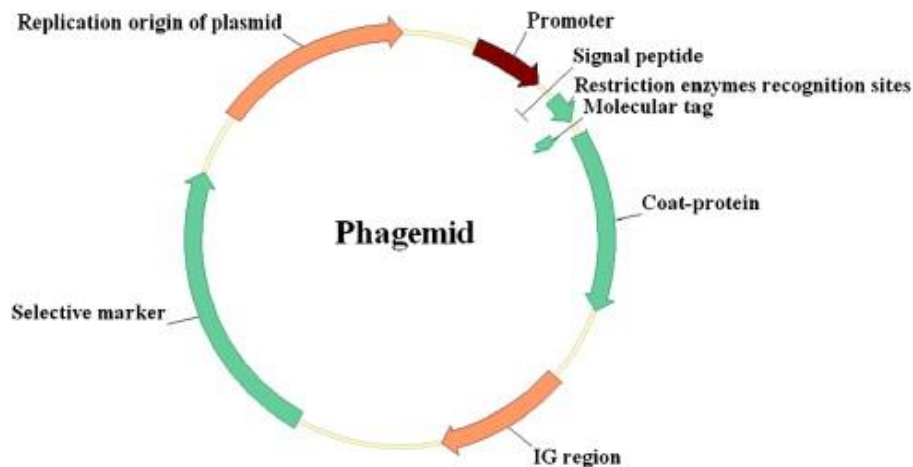 Replication origin of plasmid
Promoter
Signal peptide
Restriction enzymes recognition sites
Molecular tag
Coat-protein
Phagemid
Selective marker
IG region